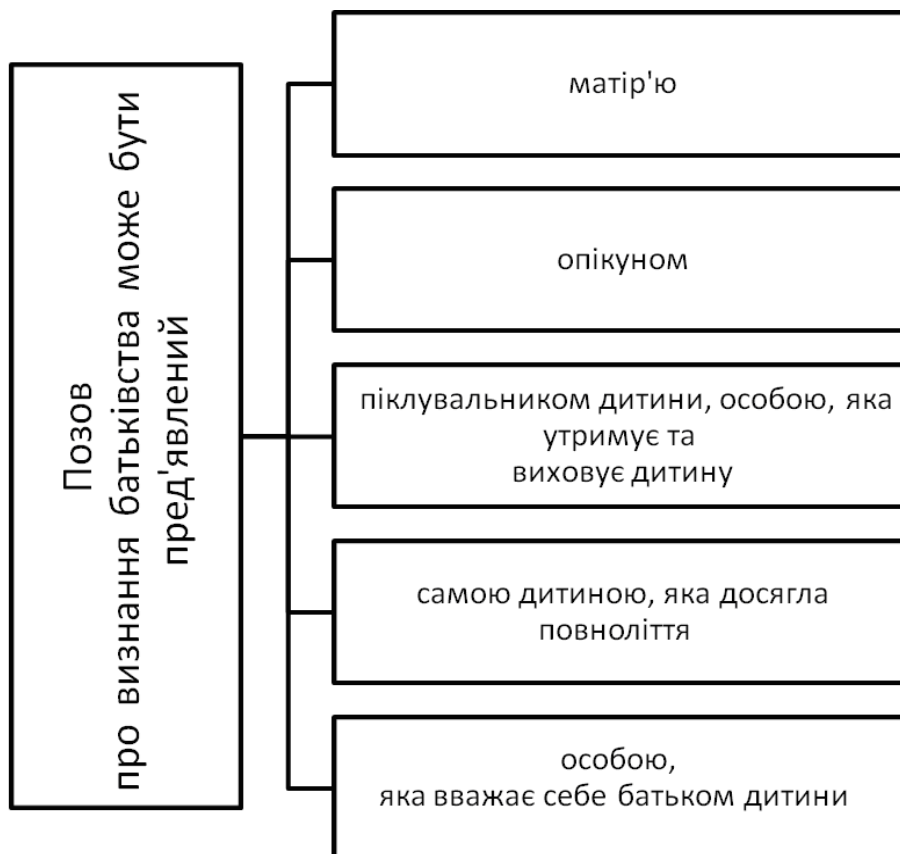 Позов
про визнання батьківства може бути
пред'явлений
матір'ю
опікуном
піклувальником дитини, особою, яка
утримує та
виховує дитину
самою дитиною, яка досягла
повноліття
особою,
яка вважає себе батьком дитини